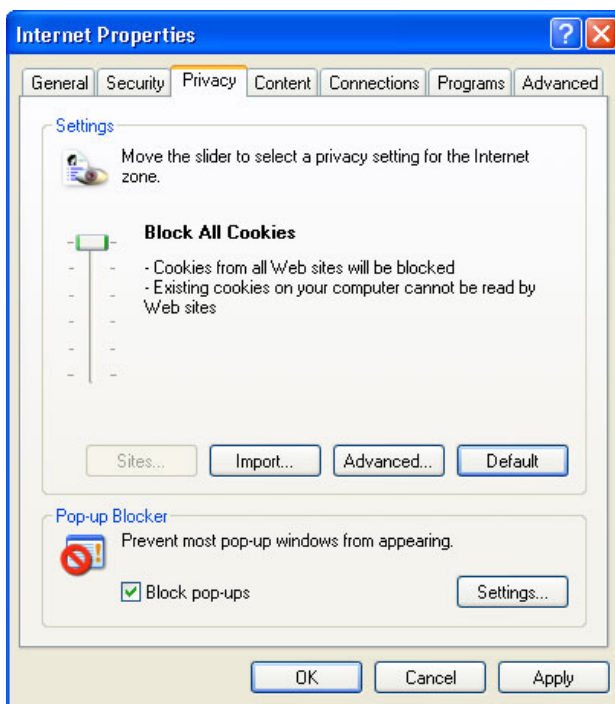 Internet Properties
General Security Privacy Content Connections Programs Advanced
Settings
Move the slider to select a privacy setting for the Internet
zone.
Block All Cookies
- Cookies from all Web sites will be blocked
- Existing cookies on your computer cannot be read by
Web sites
Sites... Import... Advanced... Default
Pop-up Blocker
Prevent most pop-up windows from appearing.
Block pop-ups Settings...
OK Cancel Apply